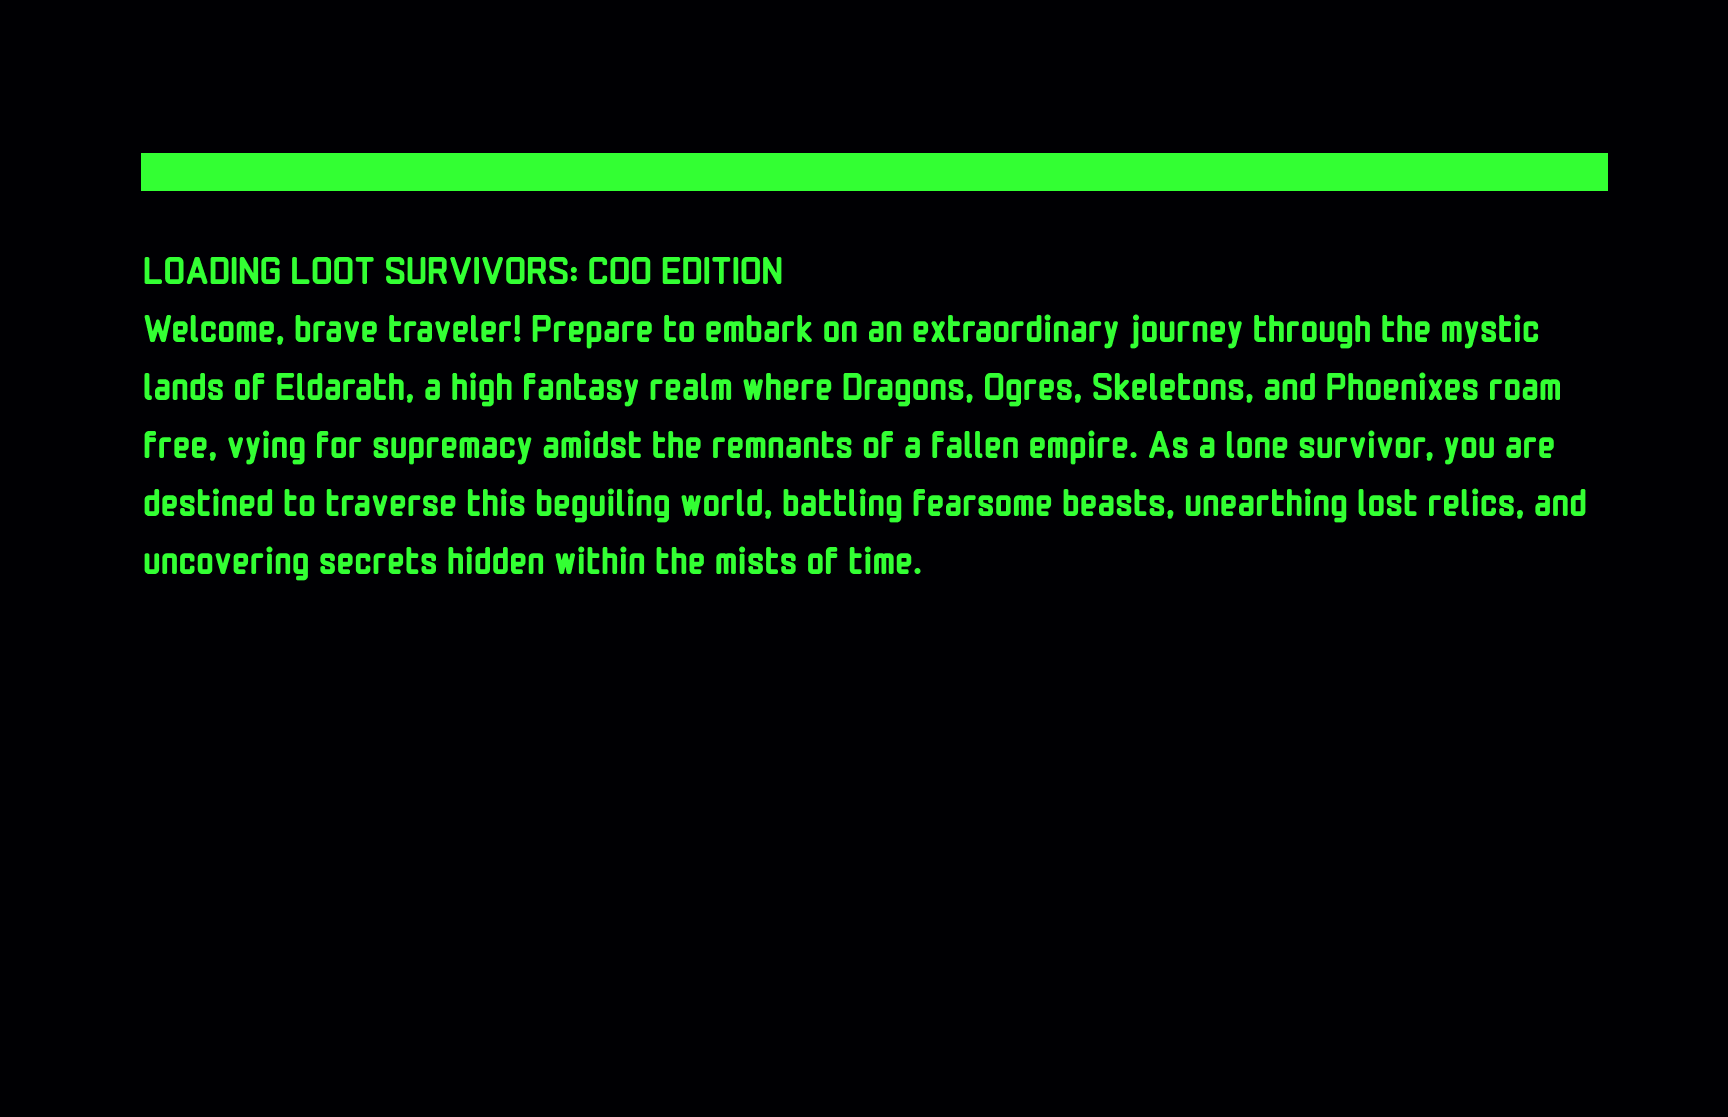 LOADING LOOT SURVIVORS: COO EDITION
Welcome, brave traveler! Prepare to embark on an extraordinary journey through the mystic
lands of Eldarath, a high fantasy realm where Dragons, Ogres, Skeletons, and Phoenixes roam
free, vying for supremacy amidst the remnants of a fallen empire. As a lone survivor, you are
destined to traverse this beguiling world, battling fearsome beasts, unearthing lost relics, and
uncovering secrets hidden within the mists of time.